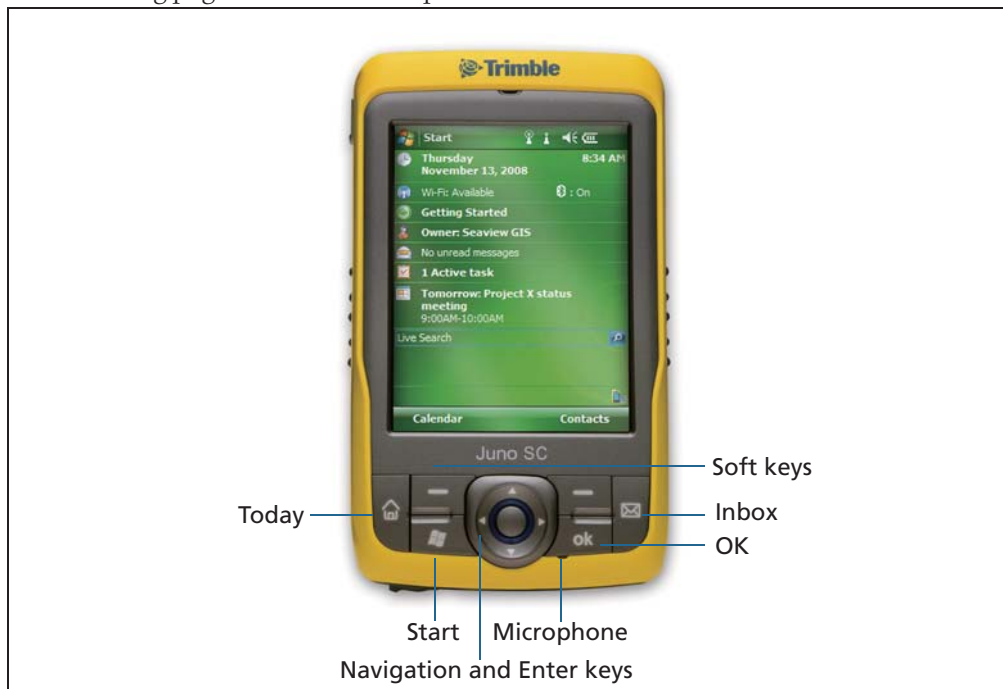 Trimble
Start
Thursday 8:34 AM
November 13, 2008
Wi-Fi: Available : On
Getting Started
Owner: Seaview GIS
No unread messages
1 Active task
Tomorrow: Project X status
meeting
9:00AM-10:00AM
Live Search
Calendar Contacts
Juno SC
Soft keys
Today
Inbox
ok
OK
Start Microphone
Navigation and Enter keys